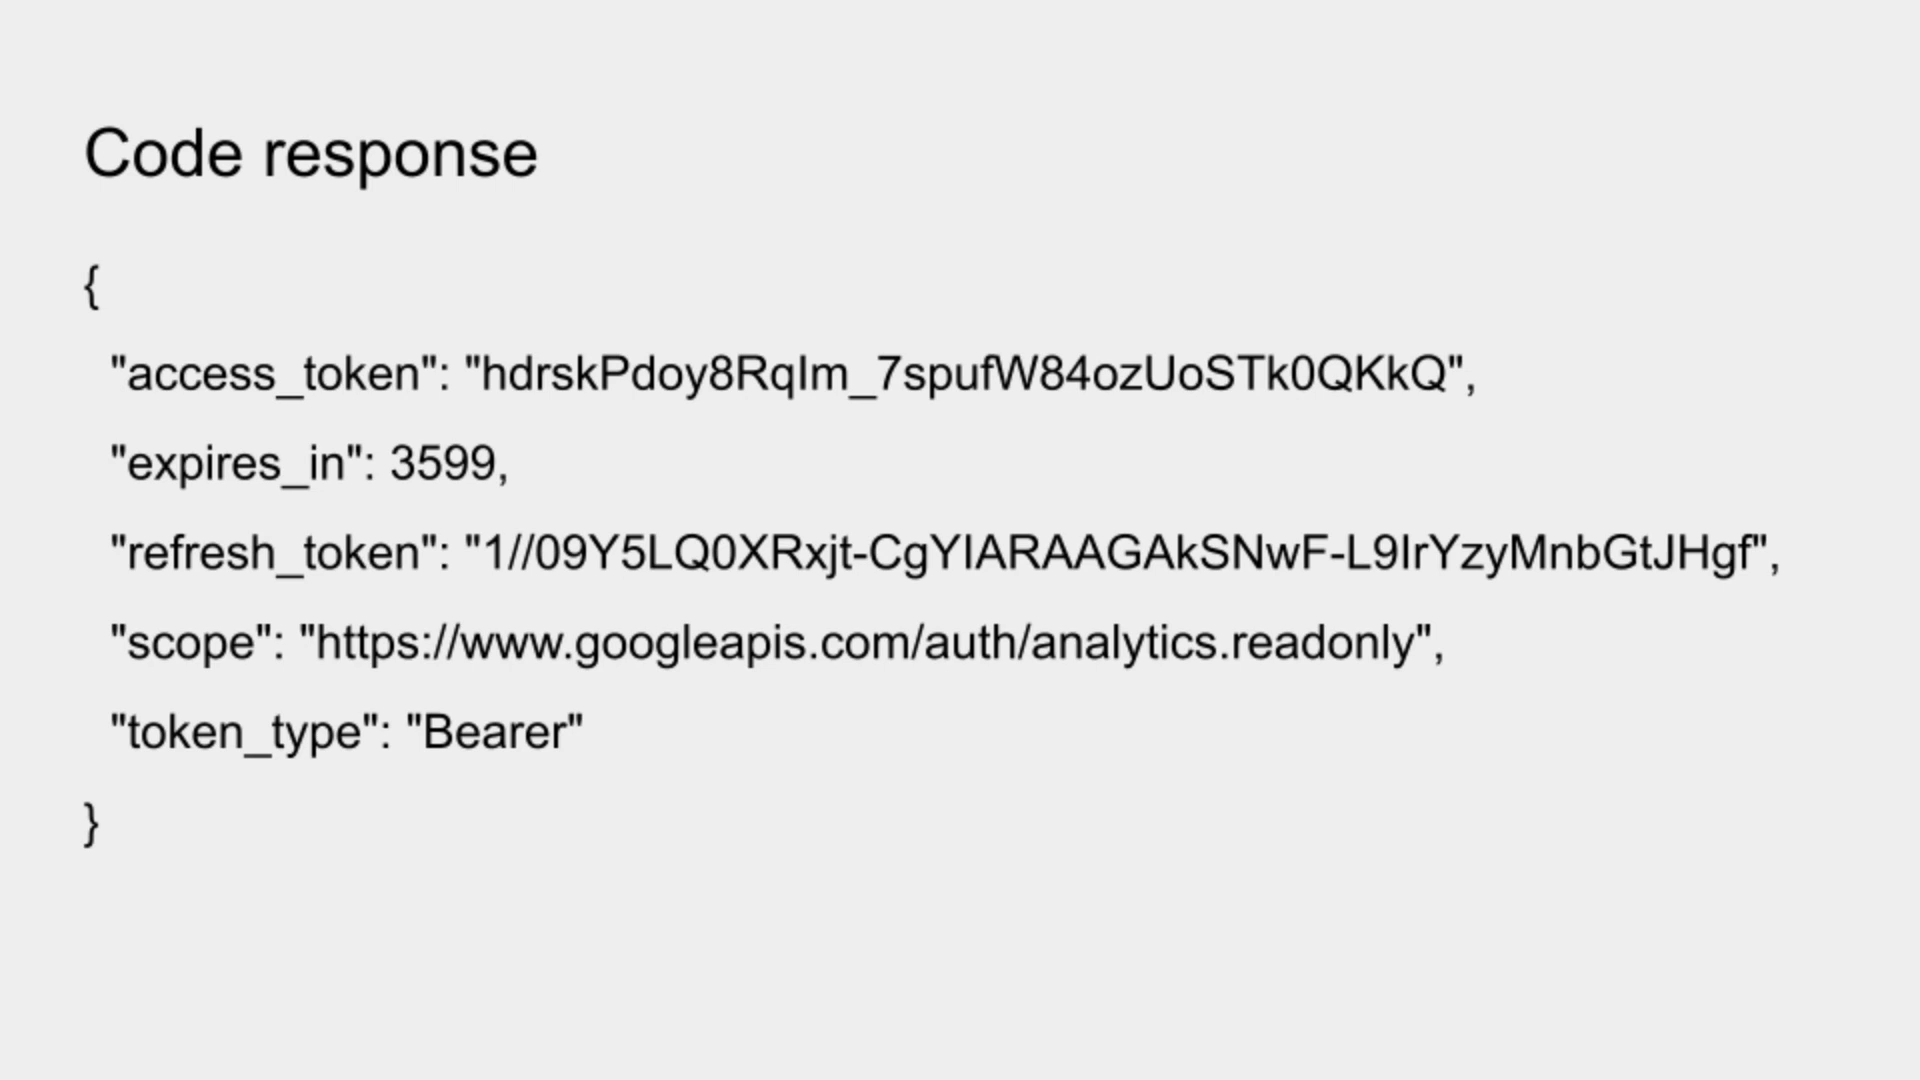 Code response
{
"access_token": "hdrskPdoy8RqIm_7spufW84ozUoSTk0QKkQ",
"expires_in": 3599,
"refresh_token": "1//09Y5LQ0XRxjt-CgYIARAAGAkSNwF-L9IrYzyMnbGtJHgf",
"scope": "https://www.googleapis.com/auth/analytics.readonly",
"token_type": "Bearer"
}